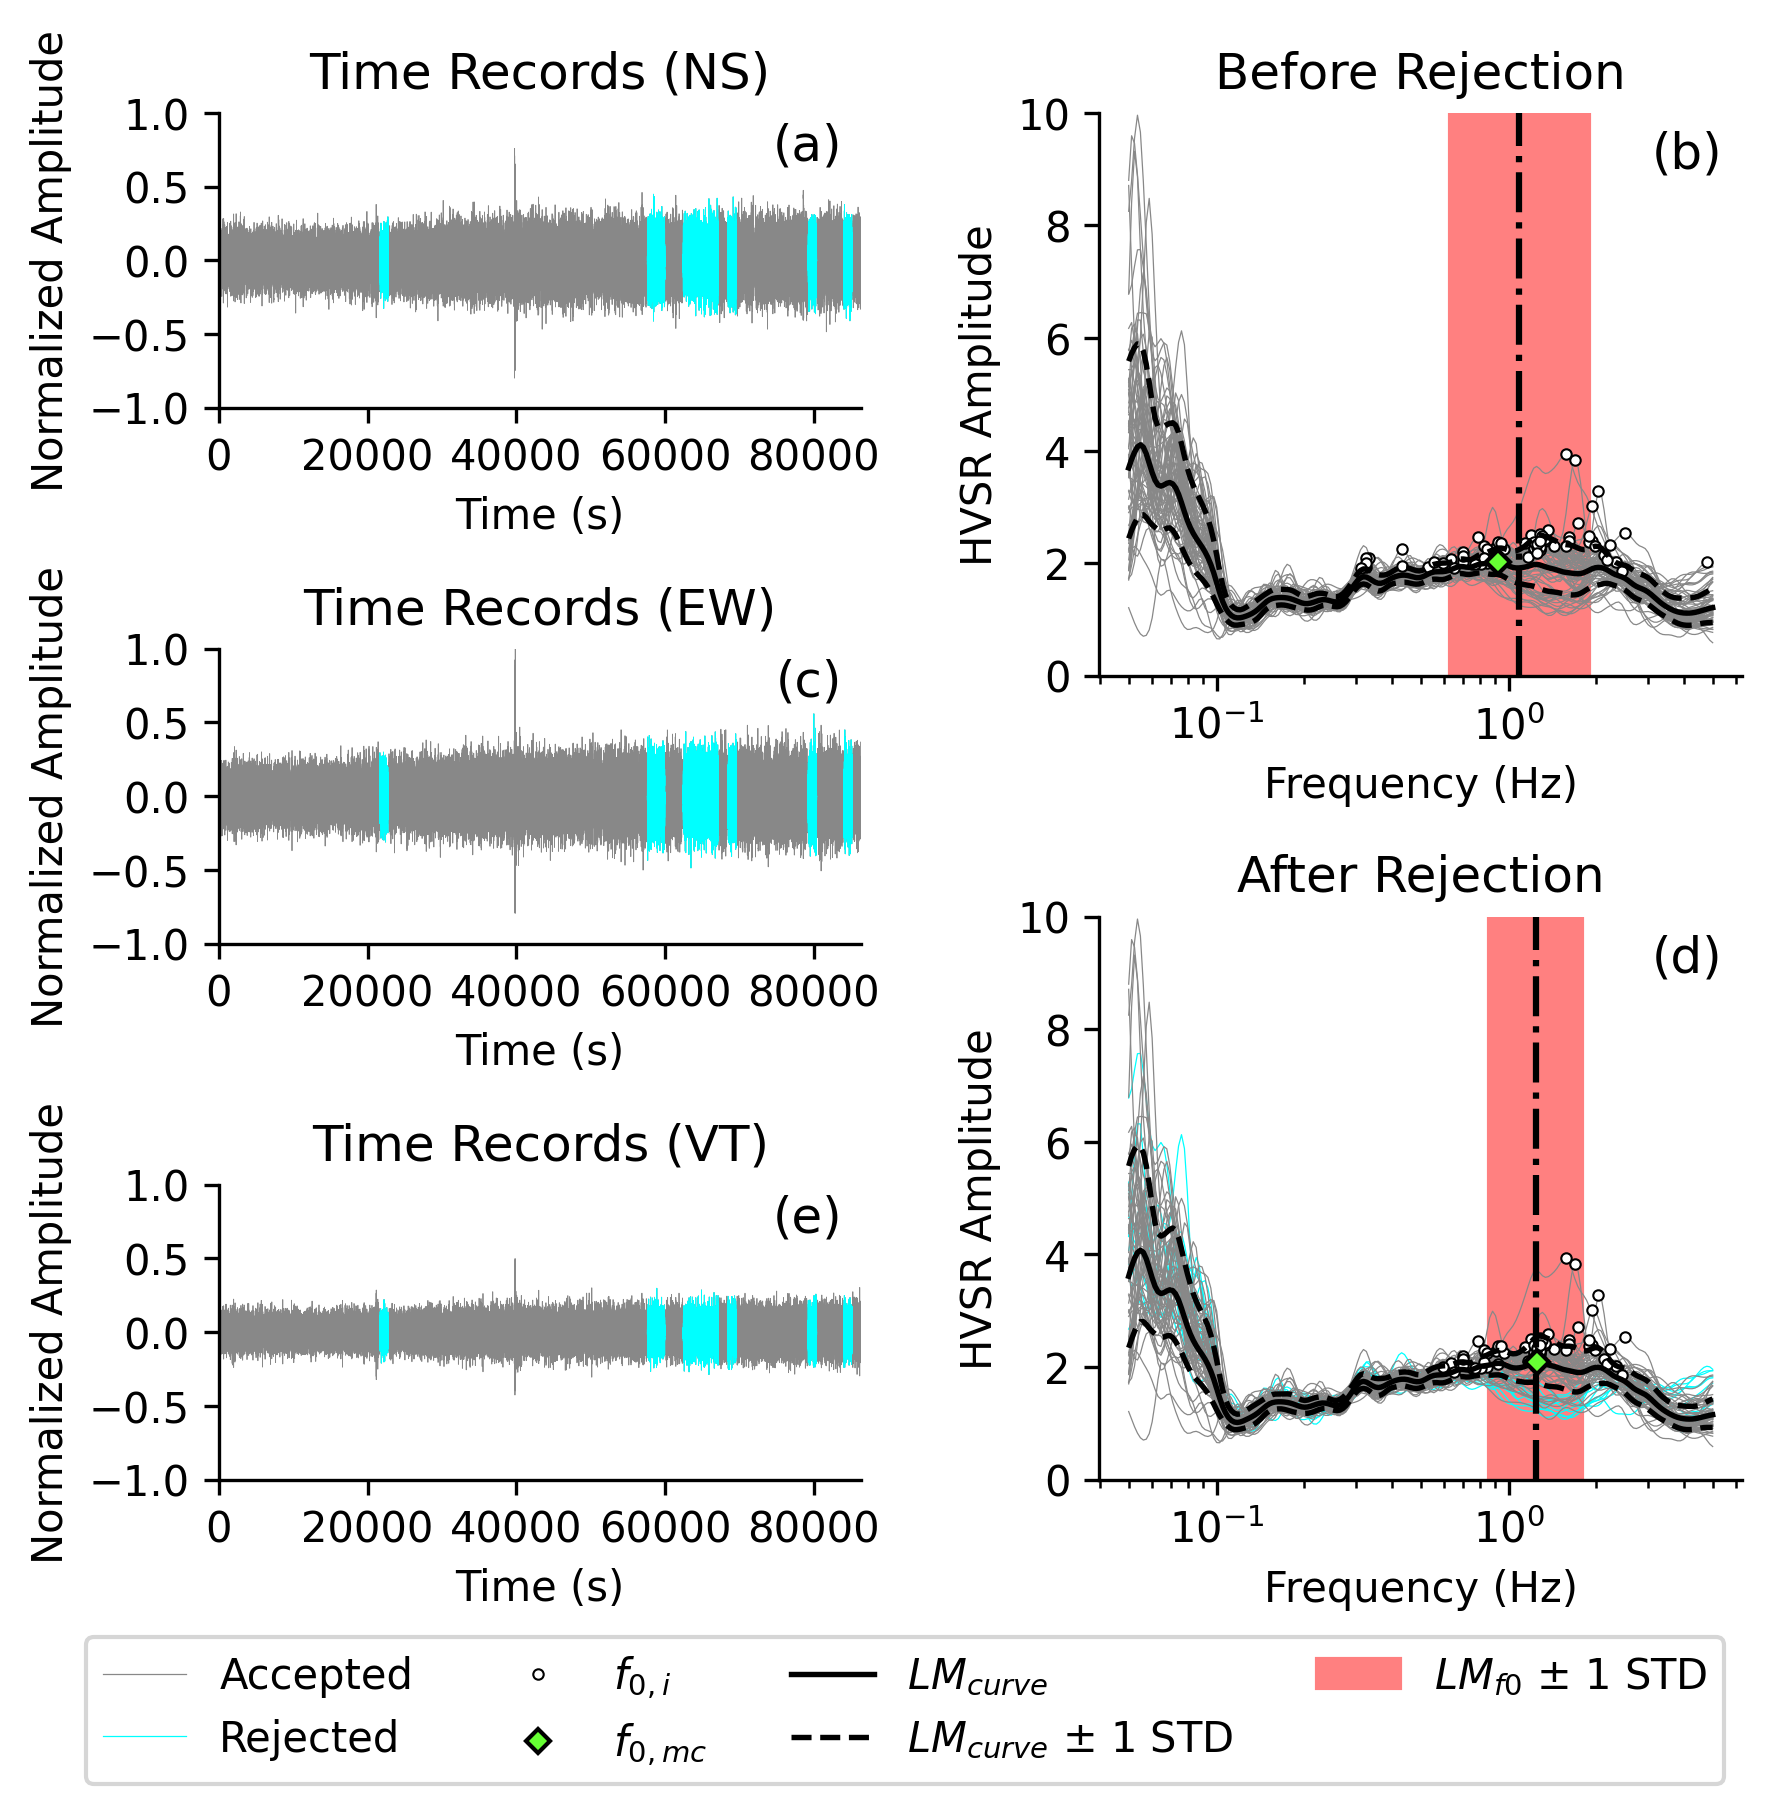 Time Records (NS)
Normalized Amplitude
1.0
0.5
0.0
−0.5
−1.0
(a)
0 20000 40000 60000 80000
Time (s)
Before Rejection
HVSR Amplitude
10
8
6
4
2
0
(b)
10⁻¹ 10⁰
Frequency (Hz)
Time Records (EW)
Normalized Amplitude
1.0
0.5
0.0
−0.5
−1.0
(c)
0 20000 40000 60000 80000
Time (s)
After Rejection
HVSR Amplitude
10
8
6
4
2
0
(d)
10⁻¹ 10⁰
Frequency (Hz)
Time Records (VT)
Normalized Amplitude
1.0
0.5
0.0
−0.5
−1.0
(e)
0 20000 40000 60000 80000
Time (s)
Accepted
Rejected
f0,i
f0,mc
LMcurve
LMcurve ± 1 STD
LMf0 ± 1 STD